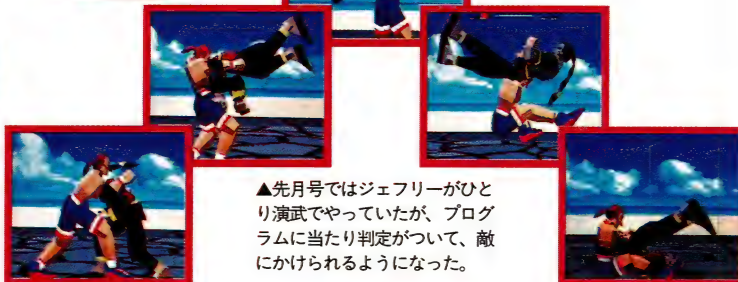 ▲先月号ではジェフリーがひと
り演武でやっていたが、プログ
ラムに当たり判定がついて、敵
にかけられるようになった。